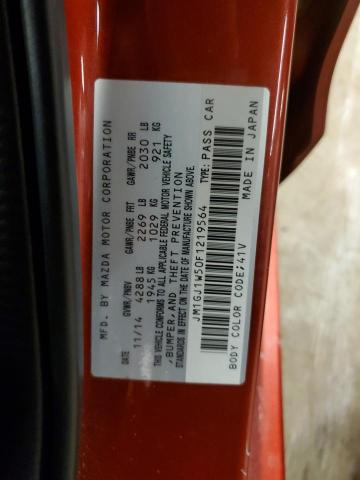 MFD. BY MAZDA MOTOR CORPORATION
DATE GVWR/PNBV GAWR/PNBE FRT GAWR/PNBE RR
11/14 4288 LB 2269 LB 2030 LB
1945 KG 1029 KG 921 KG
THIS VEHICLE CONFORMS TO ALL APPLICABLE FEDERAL MOTOR VEHICLE SAFETY
, BUMPER, AND THEFT PREVENTION
STANDARDS IN EFFECT ON THE DATE OF MANUFACTURE SHOWN ABOVE.
JM1GJ1W50F1219564 TYPE: PASS CAR
BODY COLOR CODE;41V MADE IN JAPAN